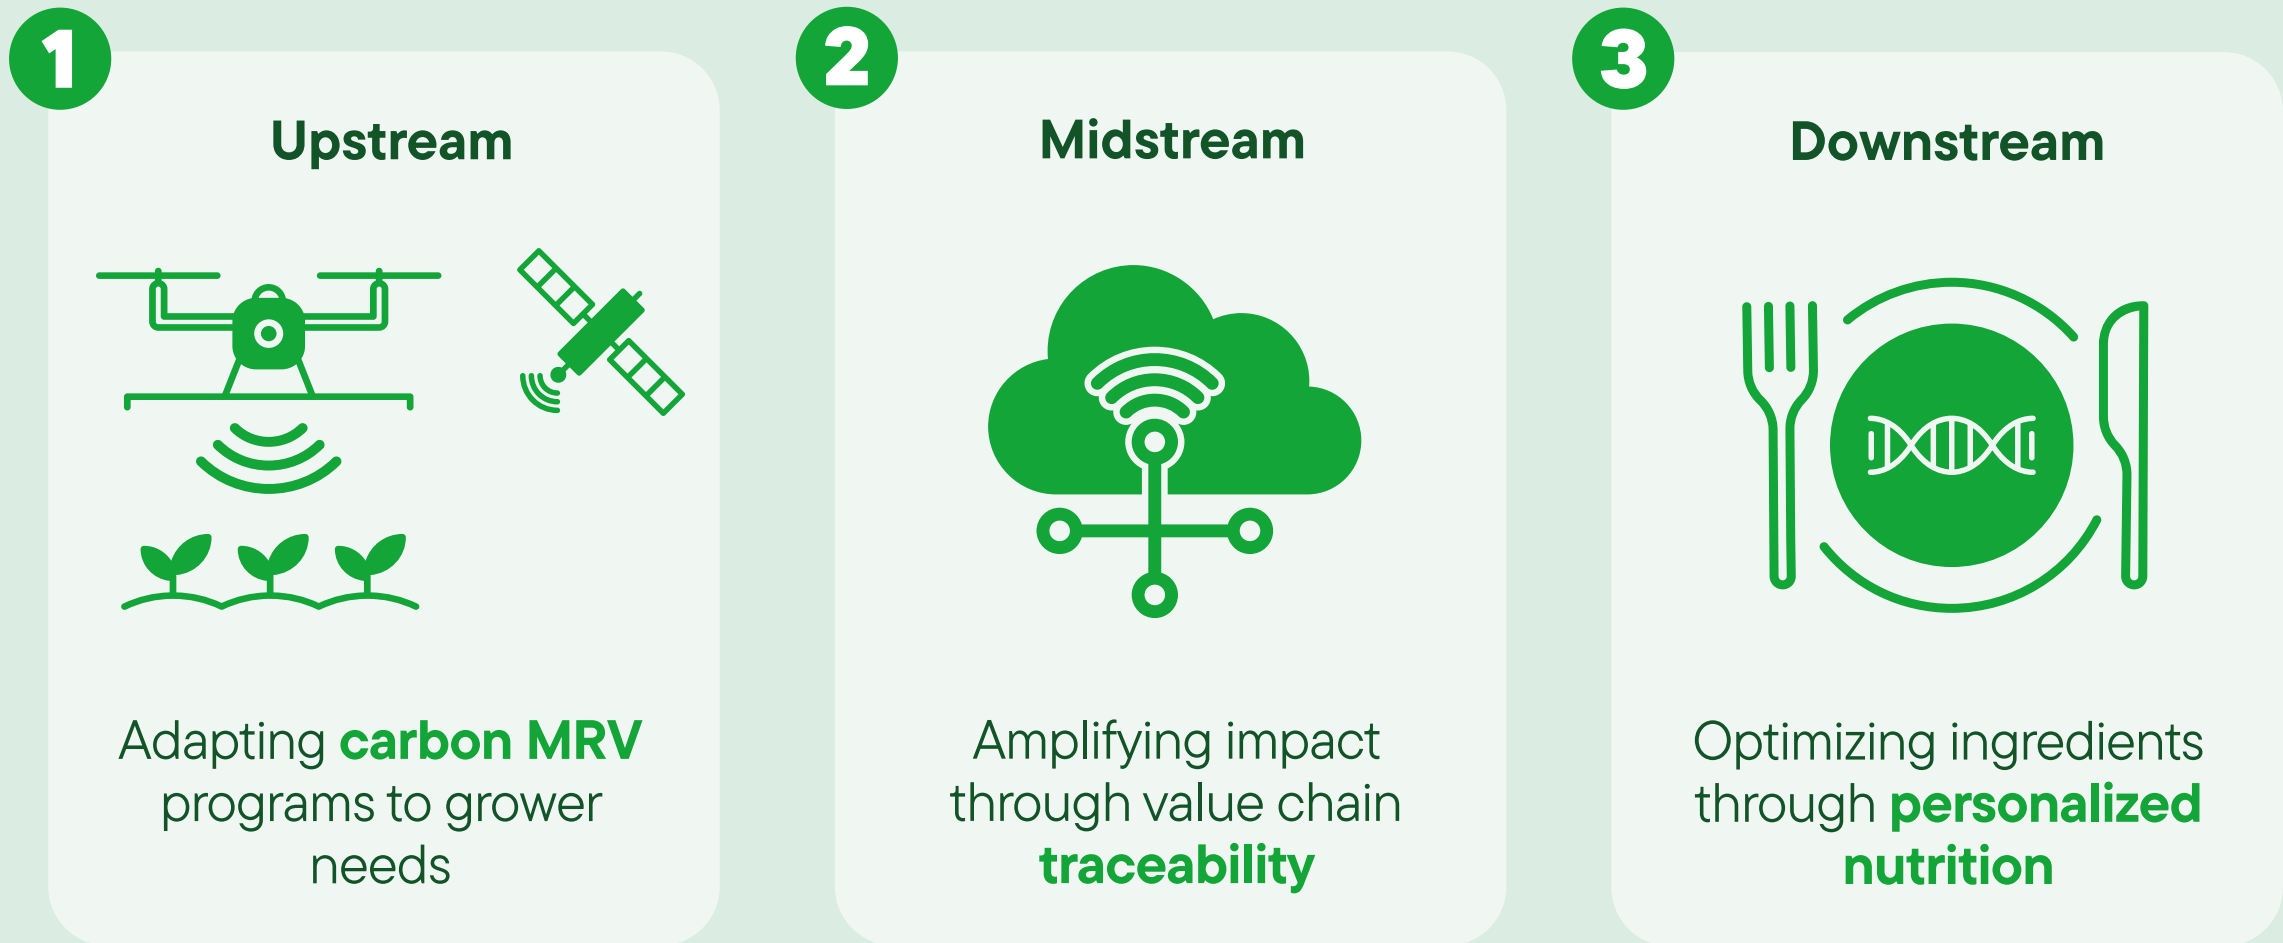 1
Upstream
Adapting carbon MRV
programs to grower
needs
2
Midstream
Amplifying impact
through value chain
traceability
3
Downstream
Optimizing ingredients
through personalized
nutrition